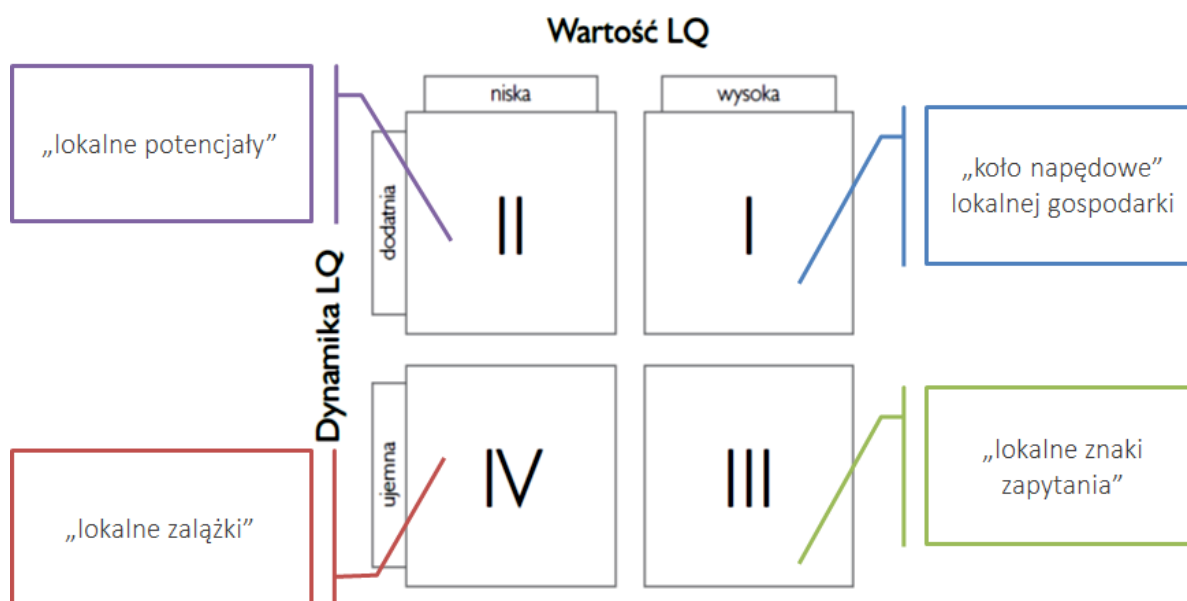 Wartość LQ
niska
wysoka
„lokalne potencjały”
dodatnia
II
I
„koło napędowe”
lokalnej gospodarki
Dynamika LQ
ujemna
IV
III
„lokalne zalążki”
„lokalne znaki
zapytania”